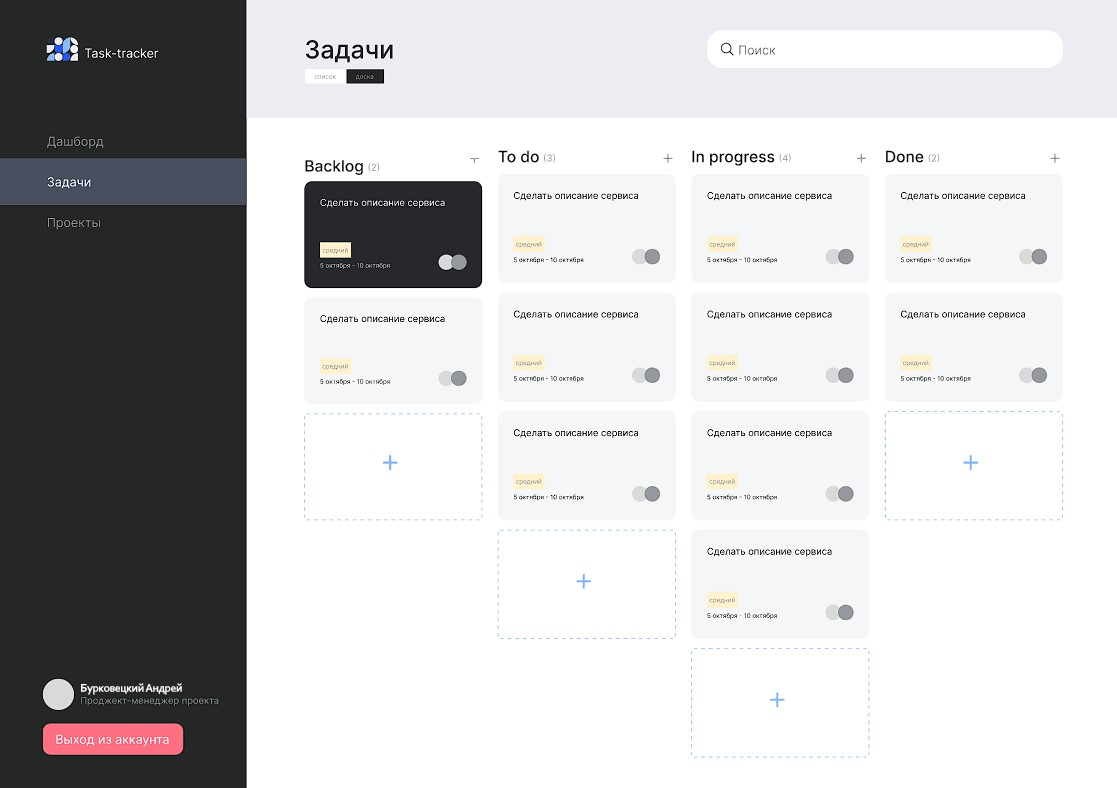 Task-tracker
Дашборд
Задачи
Проекты
Бурковецкий Андрей
Проджект-менеджер проекта
Выход из аккаунта
Задачи
список доска
Поиск
Backlog (2)
Сделать описание сервиса
средний
5 октября - 10 октября
Сделать описание сервиса
средний
5 октября - 10 октября
+
To do (3) +
Сделать описание сервиса
средний
5 октября - 10 октября
Сделать описание сервиса
средний
5 октября - 10 октября
Сделать описание сервиса
средний
5 октября - 10 октября
+
In progress (4) +
Сделать описание сервиса
средний
5 октября - 10 октября
Сделать описание сервиса
средний
5 октября - 10 октября
Сделать описание сервиса
средний
5 октября - 10 октября
Сделать описание сервиса
средний
5 октября - 10 октября
+
Done (2) +
Сделать описание сервиса
средний
5 октября - 10 октября
Сделать описание сервиса
средний
5 октября - 10 октября
+